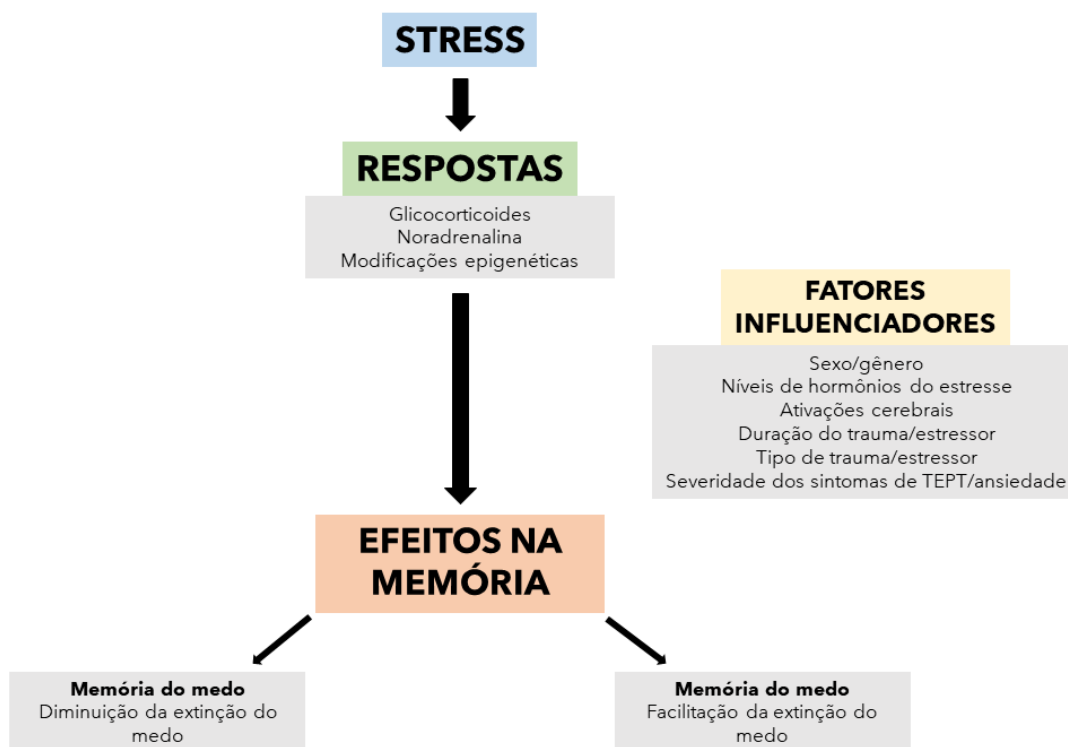 STRESS
RESPOSTAS
Glicocorticoides
Noradrenalina
Modificações epigenéticas
FATORES
INFLUENCIADORES
Sexo/gênero
Níveis de hormônios do estresse
Ativações cerebrais
Duração do trauma/estressor
Tipo de trauma/estressor
Severidade dos sintomas de TEPT/ansiedade
EFEITOS NA
MEMÓRIA
Memória do medo
Diminuição da extinção do
medo
Memória do medo
Facilitação da extinção do
medo